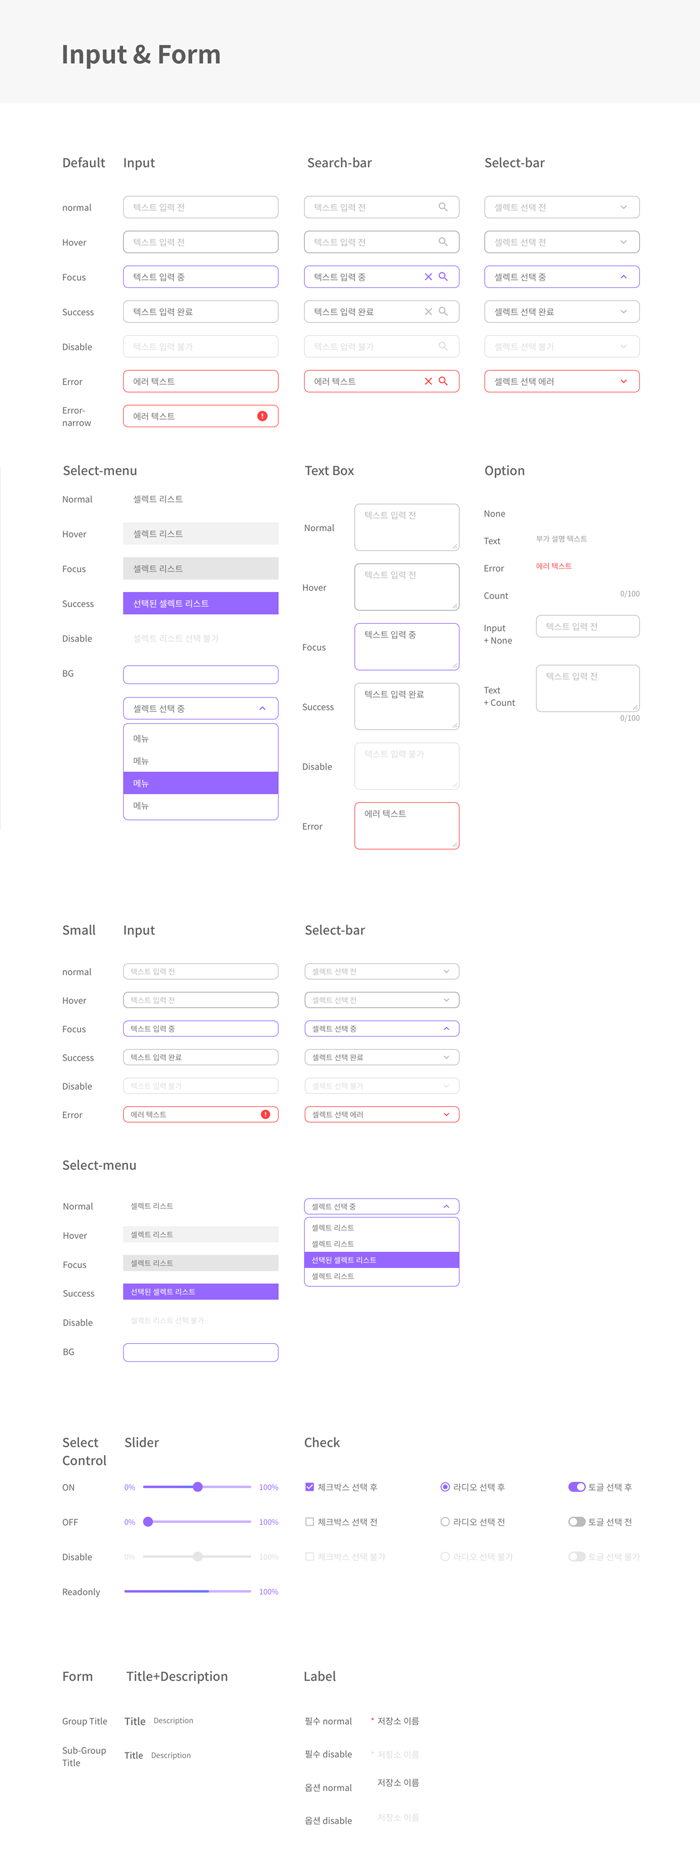 Input & Form
Default Input Search-bar Select-bar
normal 텍스트 입력 전 텍스트 입력 전 셀렉트 선택 전
Hover 텍스트 입력 전 텍스트 입력 전 셀렉트 선택 전
Focus 텍스트 입력 중 텍스트 입력 중 셀렉트 선택 중
Success 텍스트 입력 완료 텍스트 입력 완료 셀렉트 선택 완료
Disable 텍스트 입력 불가 텍스트 입력 불가 셀렉트 선택 불가
Error 에러 텍스트 에러 텍스트 셀렉트 선택 에러
Error-
narrow 에러 텍스트
Select-menu
Normal 셀렉트 리스트
Hover 셀렉트 리스트
Focus 셀렉트 리스트
Success 선택된 셀렉트 리스트
Disable 셀렉트 리스트 선택 불가
BG
셀렉트 선택 중
메뉴
메뉴
메뉴
메뉴
Text Box
Normal 텍스트 입력 전
Hover 텍스트 입력 전
Focus 텍스트 입력 중
Success 텍스트 입력 완료
Disable 텍스트 입력 불가
Error 에러 텍스트
Option
None
Text 부가 설명 텍스트
Error 에러 텍스트
Count 0/100
Input
+ None 텍스트 입력 전
Text
+ Count 텍스트 입력 전
0/100
Small Input Select-bar
normal 텍스트 입력 전 셀렉트 선택 전
Hover 텍스트 입력 전 셀렉트 선택 전
Focus 텍스트 입력 중 셀렉트 선택 중
Success 텍스트 입력 완료 셀렉트 선택 완료
Disable 텍스트 입력 불가 셀렉트 선택 불가
Error 에러 텍스트 셀렉트 선택 에러
Select-menu
Normal 셀렉트 리스트
Hover 셀렉트 리스트
Focus 셀렉트 리스트
Success 선택된 셀렉트 리스트
Disable 셀렉트 리스트 선택 불가
BG
셀렉트 선택 중
셀렉트 리스트
셀렉트 리스트
선택된 셀렉트 리스트
셀렉트 리스트
Select
Control
Slider Check
ON 0% 100% 체크박스 선택 후 라디오 선택 후 토글 선택 후
OFF 0% 100% 체크박스 선택 전 라디오 선택 전 토글 선택 전
Disable 0% 100% 체크박스 선택 불가 라디오 선택 불가 토글 선택 불가
Readonly 100%
Form Title+Description Label
Group Title Title Description
Sub-Group
Title
Title Description
필수 normal * 저장소 이름
필수 disable * 저장소 이름
옵션 normal 저장소 이름
옵션 disable 저장소 이름